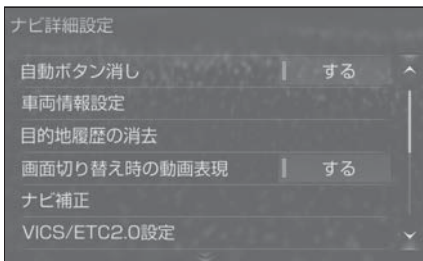 ナビ詳細設定
自動ボタン消し する
車両情報設定
目的地履歴の消去
画面切り替え時の動画表現 する
ナビ補正
VICS/ETC2.0設定